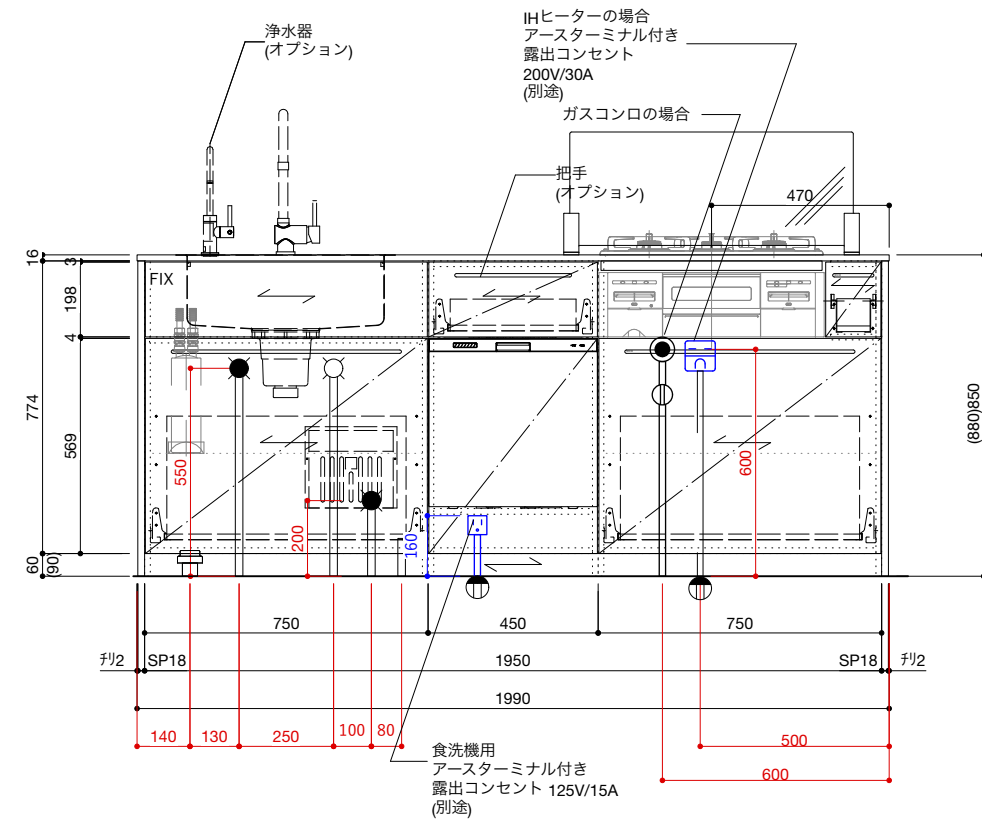 浄水器
(オプション)
IHヒーターの場合
アースターミナル付き
露出コンセント
200V/30A
(別途)
ガスコンロの場合
把手
(オプション)
470
16
3
FIX
198
4
774
569
550
200
160
600
(880)850
60
(90)
750
450
750
ﾁﾘ2
SP18
1950
SP18
ﾁﾘ2
1990
140
130
250
100
80
500
600
食洗機用
アースターミナル付き
露出コンセント 125V/15A
(別途)